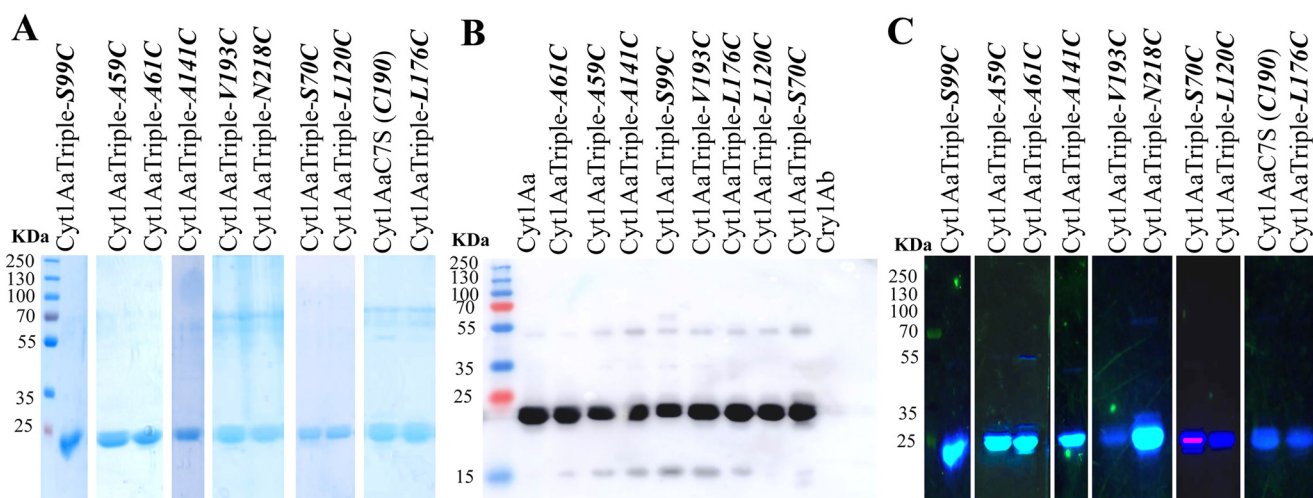 A
KDa
Cyt1AaTriple-S99C
Cyt1AaTriple-A59C
Cyt1AaTriple-A61C
Cyt1AaTriple-A141C
Cyt1AaTriple-V193C
Cyt1AaTriple-N218C
Cyt1AaTriple-S70C
Cyt1AaTriple-L120C
Cyt1AaC7S (C190)
Cyt1AaTriple-L176C
250
130
100
70
55
35
25
B
KDa
Cyt1Aa
Cyt1AaTriple-A61C
Cyt1AaTriple-A59C
Cyt1AaTriple-A141C
Cyt1AaTriple-S99C
Cyt1AaTriple-V193C
Cyt1AaTriple-L176C
Cyt1AaTriple-L120C
Cyt1AaTriple-S70C
Cry1Ab
250
130
100
70
55
35
25
15
C
KDa
Cyt1AaTriple-S99C
Cyt1AaTriple-A59C
Cyt1AaTriple-A61C
Cyt1AaTriple-A141C
Cyt1AaTriple-V193C
Cyt1AaTriple-N218C
Cyt1AaTriple-S70C
Cyt1AaTriple-L120C
Cyt1AaC7S (C190)
Cyt1AaTriple-L176C
250
130
100
70
55
35
25